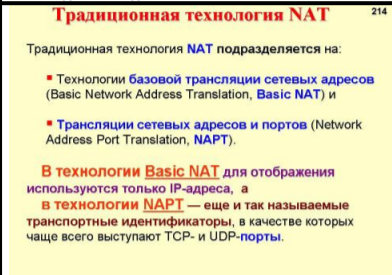 Традиционная технология NAT
214
Традиционная технология NAT подразделяется на:
▪ Технологии базовой трансляции сетевых адресов
(Basic Network Address Translation, Basic NAT) и
▪ Трансляции сетевых адресов и портов (Network
Address Port Translation, NAPT).
В технологии Basic NAT для отображения
используются только IP-адреса, а
в технологии NAPT — еще и так называемые
транспортные идентификаторы, в качестве которых
чаще всего выступают TCP- и UDP-порты.